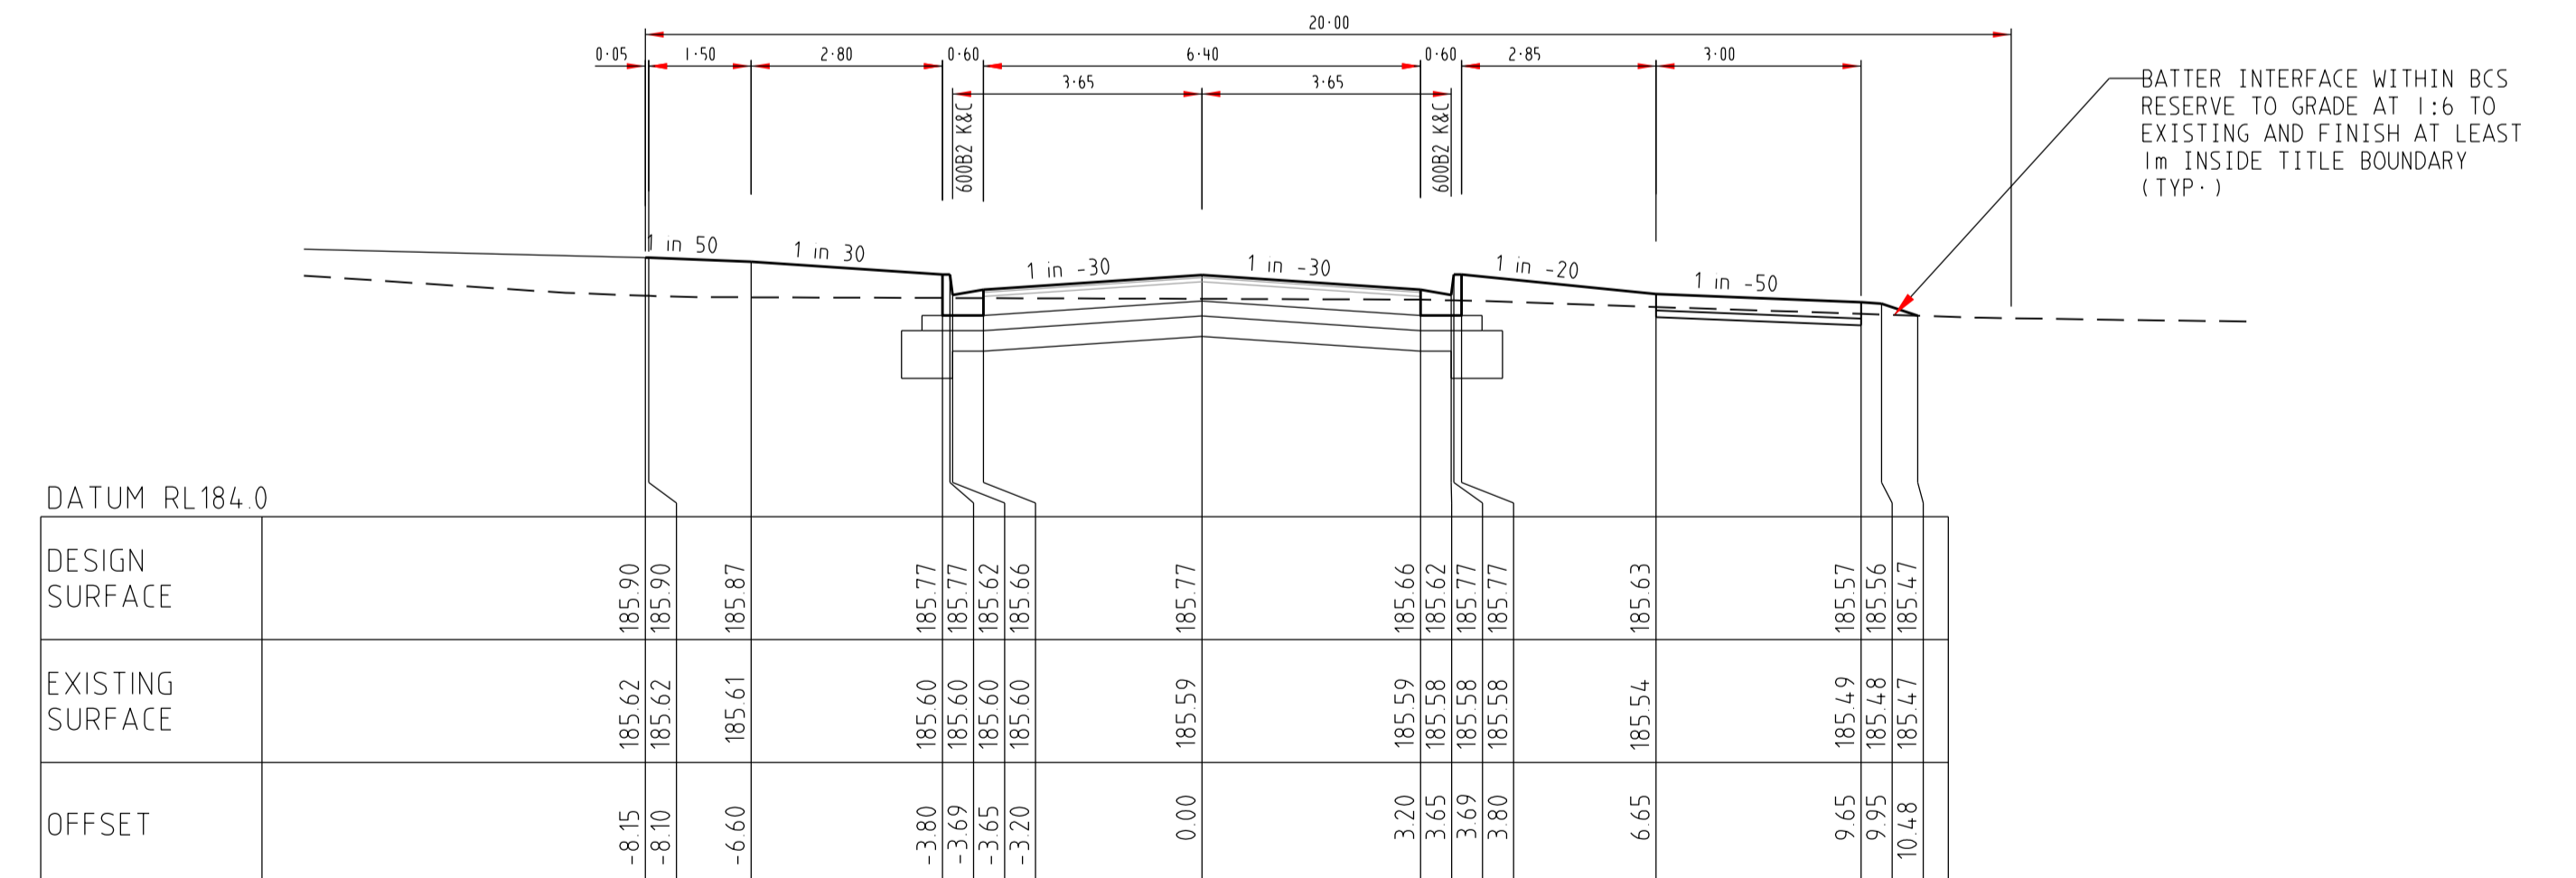 20·00
0·05 1·50 2·80 0·60 6·40 0·60 2·85 3·00
3·65 3·65
600B2 K&C
600B2 K&C
BATTER INTERFACE WITHIN BCS
RESERVE TO GRADE AT 1:6 TO
EXISTING AND FINISH AT LEAST
1m INSIDE TITLE BOUNDARY
(TYP·)
1 in 50
1 in 30
1 in -30
1 in -30
1 in -20
1 in -50
DATUM RL184.0
DESIGN
SURFACE
185.90 185.90 185.87 185.77 185.77 185.62 185.66 185.77 185.66 185.62 185.77 185.77 185.63 185.57 185.56 185.47
EXISTING
SURFACE
185.62 185.62 185.61 185.60 185.60 185.60 185.60 185.59 185.59 185.58 185.58 185.58 185.54 185.49 185.48 185.47
OFFSET
-8.15 -8.10 -6.60 -3.80 -3.69 -3.65 -3.20 0.00 3.20 3.65 3.69 3.80 6.65 9.65 9.95 10.48